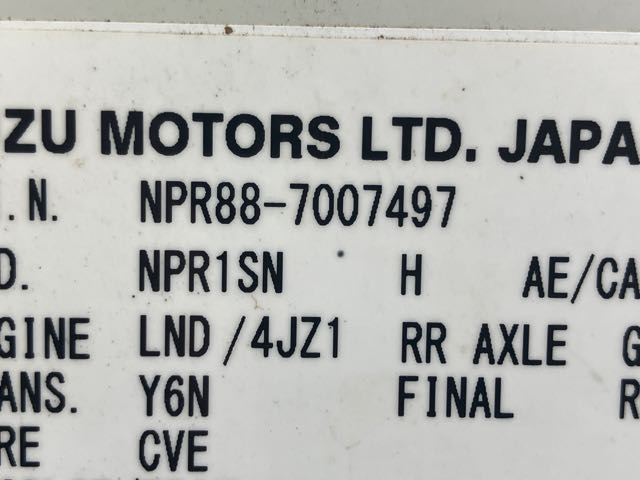 ZU MOTORS LTD. JAPA
.N. NPR88-7007497
D. NPR1SN H AE/CA
GINE LND/4JZ1 RR AXLE G
ANS. Y6N FINAL R
RE CVE